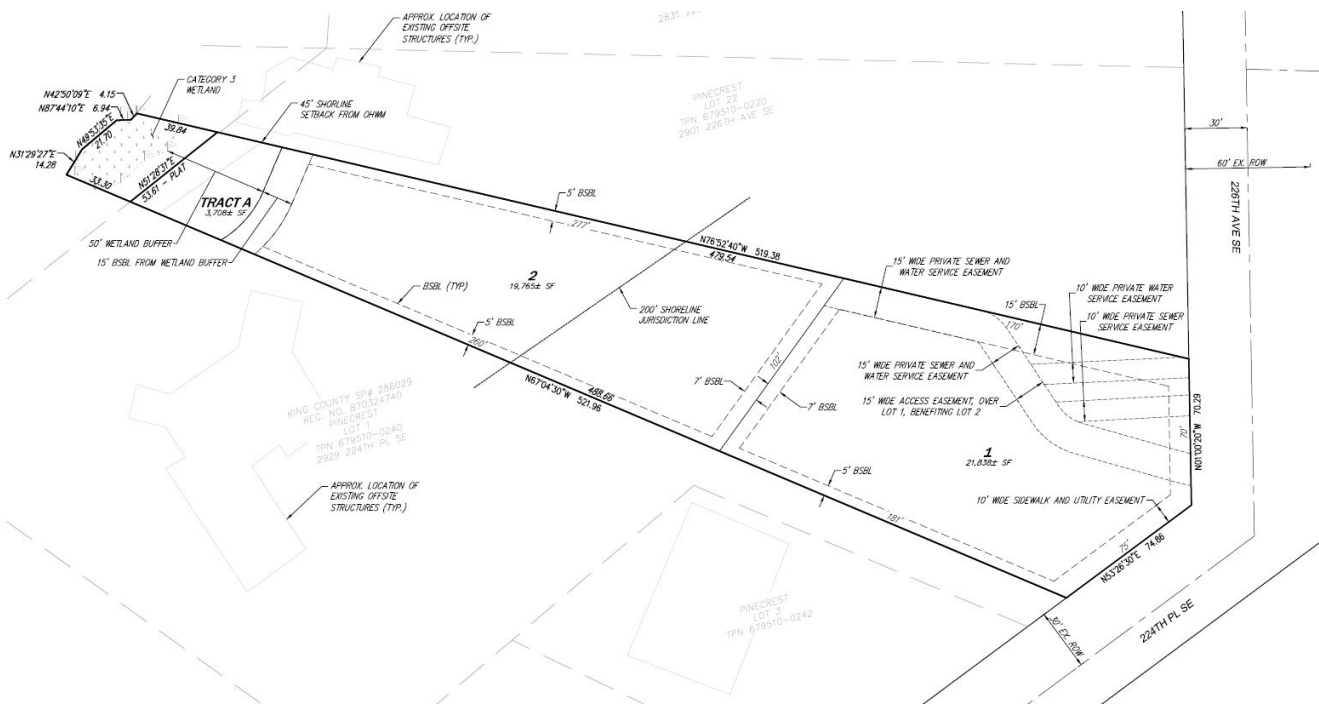 APPROX. LOCATION OF
EXISTING OFFSITE
STRUCTURES (TYP.)
2831 22
N42°50'09"E 4.15
N87°44'10"E 6.94
CATEGORY 3
WETLAND
45' SHORLINE
SETBACK FROM OHWM
N49°53'35"E
21.70
39.84
N31°29'27"E
14.28
33.30
N51°28'31"E
53.61 - PLAT
TRACT A
3,708± SF
50' WETLAND BUFFER
15' BSBL FROM WETLAND BUFFER
PINECREST
LOT 22
TPN 679510-0220
2901 226TH AVE SE
30'
60' EX. ROW
226TH AVE SE
5' BSBL
277'
N76°52'40"W 519.38
479.54
2
19,765± SF
BSBL (TYP)
200' SHORELINE
JURISDICTION LINE
5' BSBL
260'
N67°04'30"W 521.96
488.66
15' WIDE PRIVATE SEWER AND
WATER SERVICE EASEMENT
10' WIDE PRIVATE WATER
SERVICE EASEMENT
15' BSBL
10' WIDE PRIVATE SEWER
SERVICE EASEMENT
170'
15' WIDE PRIVATE SEWER AND
WATER SERVICE EASEMENT
15' WIDE ACCESS EASEMENT, OVER
LOT 1, BENEFITING LOT 2
102'
7' BSBL
7' BSBL
70'
N01°00'20"W 70.29
1
21,838± SF
5' BSBL
181'
10' WIDE SIDEWALK AND UTILITY EASEMENT
75'
N53°26'30"E 74.86
KING COUNTY SP# 286029
REC. NO. 870324740
PINECREST
LOT 1
TPN 679510-0240
2929 224TH PL SE
APPROX. LOCATION OF
EXISTING OFFSITE
STRUCTURES (TYP.)
PINECREST
LOT 3
TPN 679510-0242
30' EX. ROW
224TH PL SE